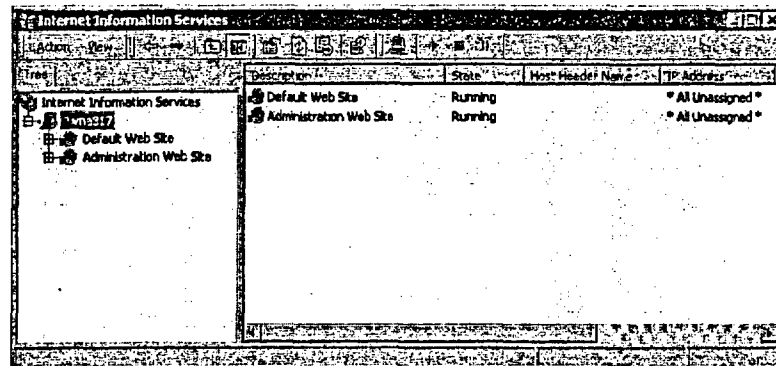 Internet Information Services
Action View
Tree
Internet Information Services
Default Web Site
Administration Web Site
Description State Host Header Name IP Address
Default Web Site Running * All Unassigned *
Administration Web Site Running * All Unassigned *